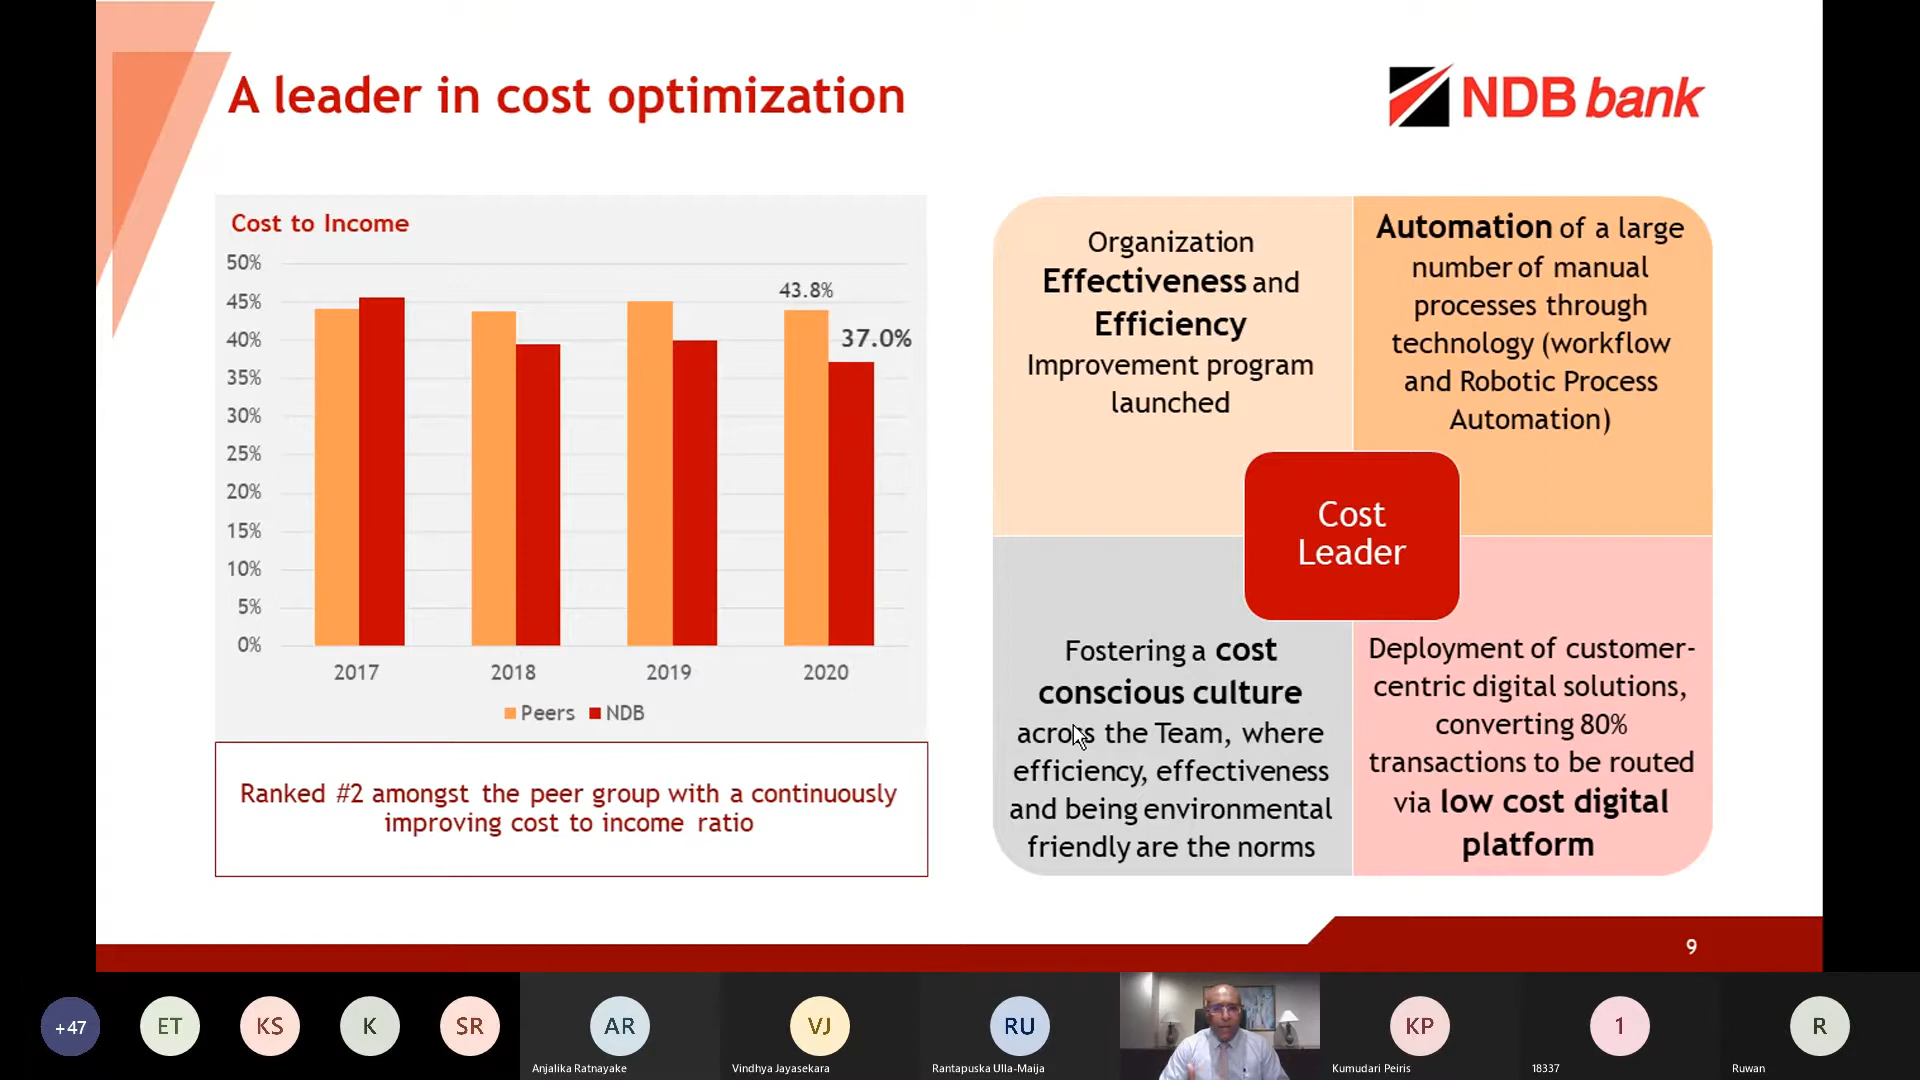 A leader in cost optimization
NDB bank
Cost to Income
50%
45%
40%
35%
30%
25%
20%
15%
10%
5%
0%
43.8%
37.0%
2017 2018 2019 2020
Peers NDB
Ranked #2 amongst the peer group with a continuously
improving cost to income ratio
Organization
Effectiveness and
Efficiency
Improvement program
launched
Automation of a large
number of manual
processes through
technology (workflow
and Robotic Process
Automation)
Cost
Leader
Fostering a cost
conscious culture
across the Team, where
efficiency, effectiveness
and being environmental
friendly are the norms
Deployment of customer-
centric digital solutions,
converting 80%
transactions to be routed
via low cost digital
platform
9
+47 ET KS K SR AR VJ RU KP 1 R
Anjalika Ratnayake Vindhya Jayasekara Rantapuska Ulla-Maija Kumudari Peiris 18337 Ruwan